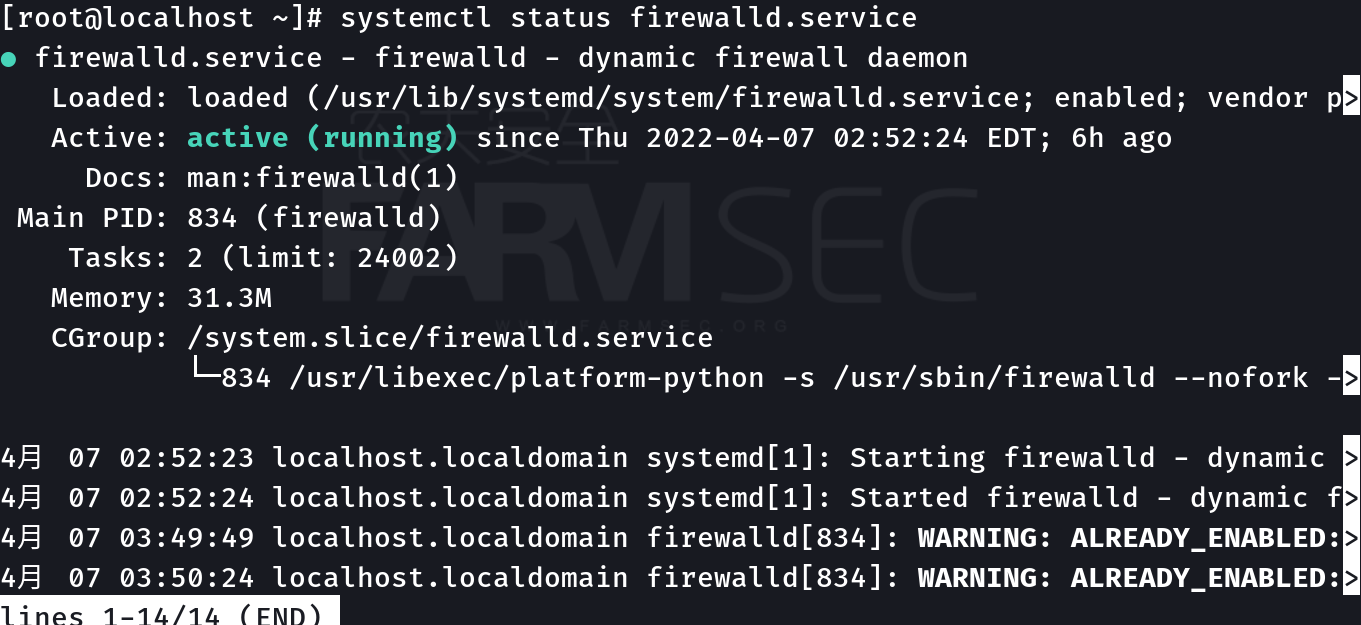 [root@localhost ~]# systemctl status firewalld.service
● firewalld.service - firewalld - dynamic firewall daemon
   Loaded: loaded (/usr/lib/systemd/system/firewalld.service; enabled; vendor p>
   Active: active (running) since Thu 2022-04-07 02:52:24 EDT; 6h ago
     Docs: man:firewalld(1)
 Main PID: 834 (firewalld)
    Tasks: 2 (limit: 24002)
   Memory: 31.3M
   CGroup: /system.slice/firewalld.service
           └─834 /usr/libexec/platform-python -s /usr/sbin/firewalld --nofork ->
4月 07 02:52:23 localhost.localdomain systemd[1]: Starting firewalld - dynamic >
4月 07 02:52:24 localhost.localdomain systemd[1]: Started firewalld - dynamic f>
4月 07 03:49:49 localhost.localdomain firewalld[834]: WARNING: ALREADY_ENABLED:>
4月 07 03:50:24 localhost.localdomain firewalld[834]: WARNING: ALREADY_ENABLED:>
lines 1-14/14 (END)
农夫安全
FARMSEC
WWW.FARMSEC.ORG